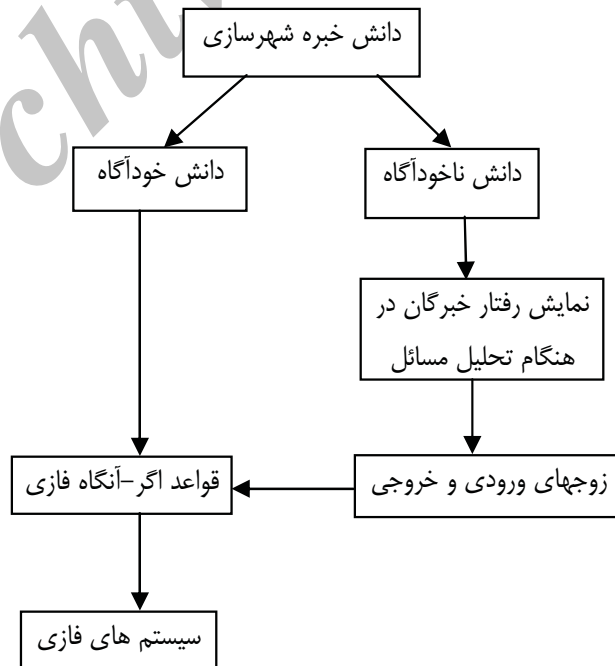 دانش خبره شهرسازی
دانش ناخودآگاه
دانش خودآگاه
نمایش رفتار خبرگان در
هنگام تحلیل مسائل
زوجهای ورودی و خروجی
قواعد اگر-آنگاه فازی
سیستم های فازی